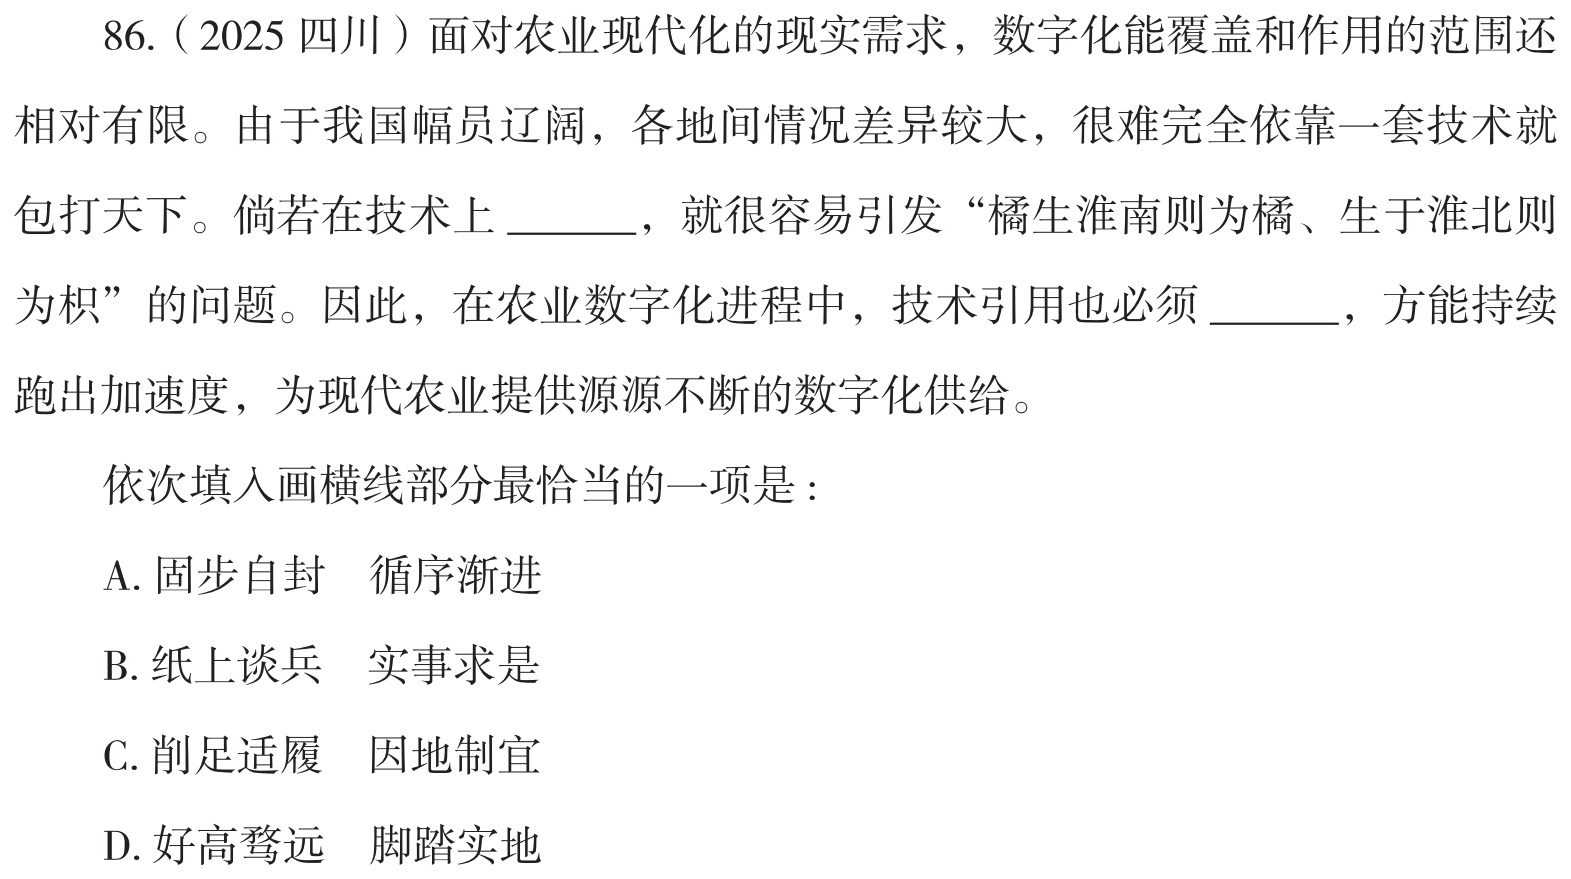 86.（2025 四川）面对农业现代化的现实需求，数字化能覆盖和作用的范围还
相对有限。由于我国幅员辽阔，各地间情况差异较大，很难完全依靠一套技术就
包打天下。倘若在技术上 ______，就很容易引发“橘生淮南则为橘、生于淮北则
为枳”的问题。因此，在农业数字化进程中，技术引用也必须 ______，方能持续
跑出加速度，为现代农业提供源源不断的数字化供给。
依次填入画横线部分最恰当的一项是：
A. 固步自封　循序渐进
B. 纸上谈兵　实事求是
C. 削足适履　因地制宜
D. 好高骛远　脚踏实地